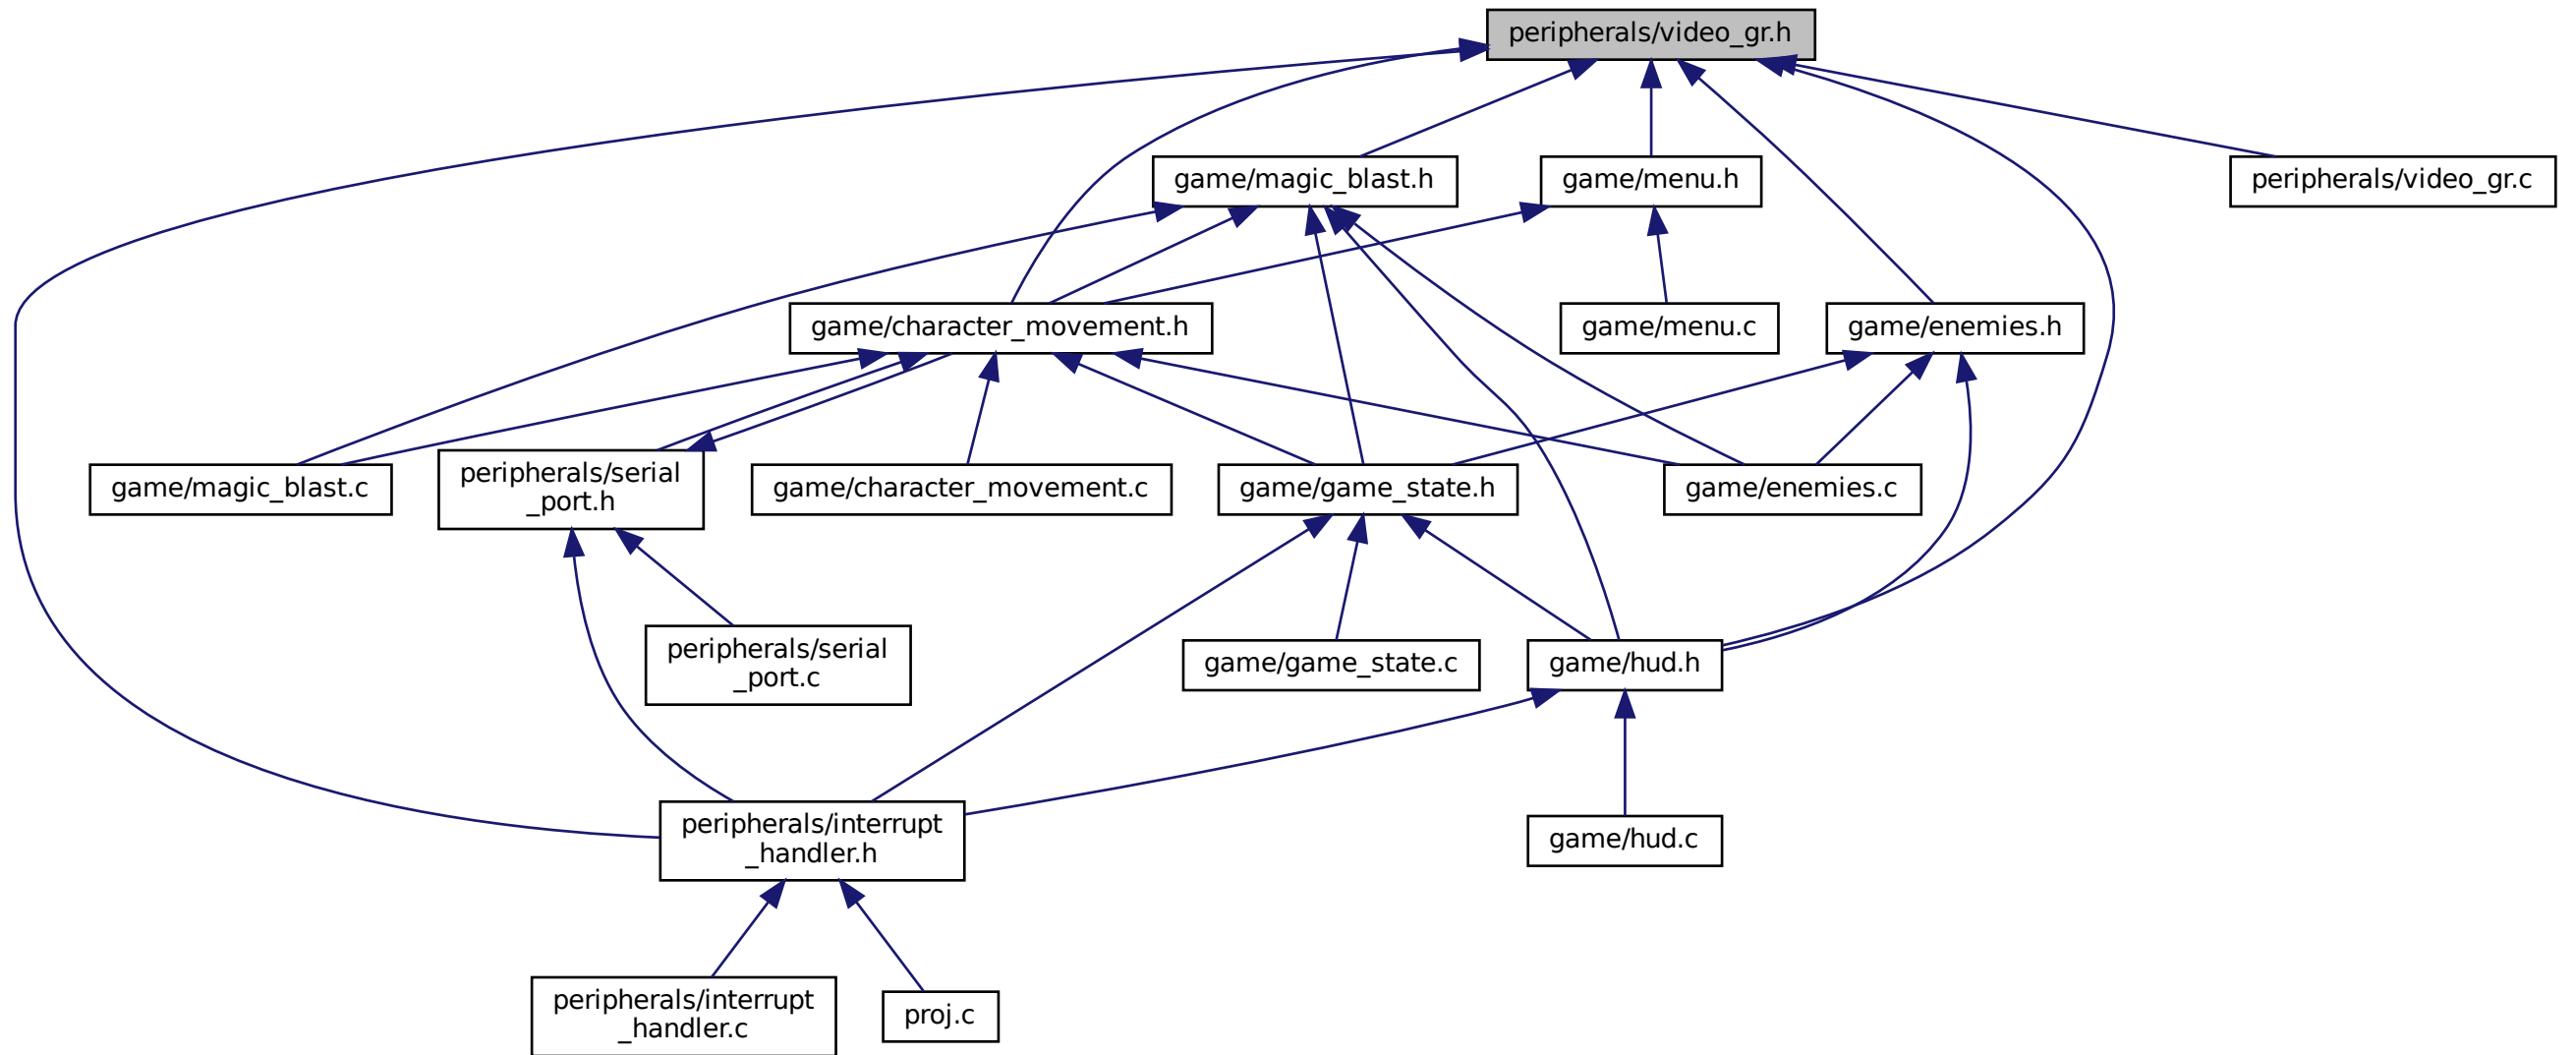 peripherals/video_gr.h
game/magic_blast.h
game/menu.h
peripherals/video_gr.c
game/character_movement.h
game/menu.c
game/enemies.h
game/magic_blast.c
peripherals/serial
_port.h
game/character_movement.c
game/game_state.h
game/enemies.c
peripherals/serial
_port.c
game/game_state.c
game/hud.h
peripherals/interrupt
_handler.h
game/hud.c
peripherals/interrupt
_handler.c
proj.c